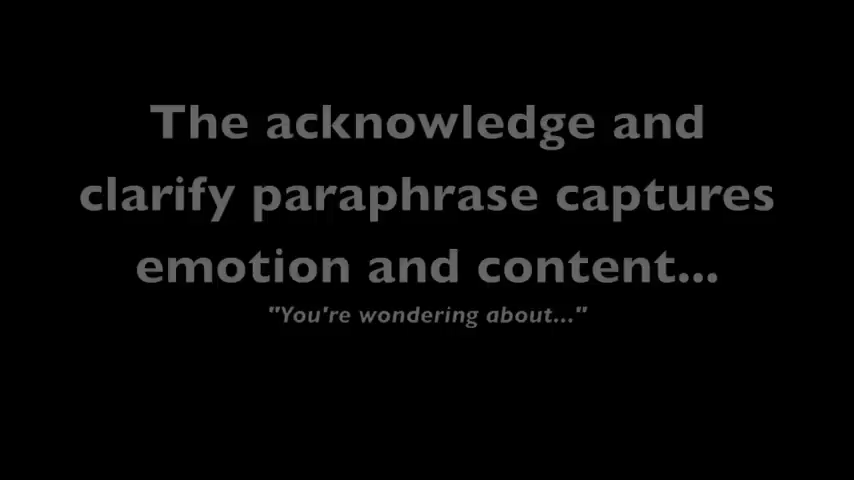 The acknowledge and
clarify paraphrase captures
emotion and content...
"You're wondering about..."